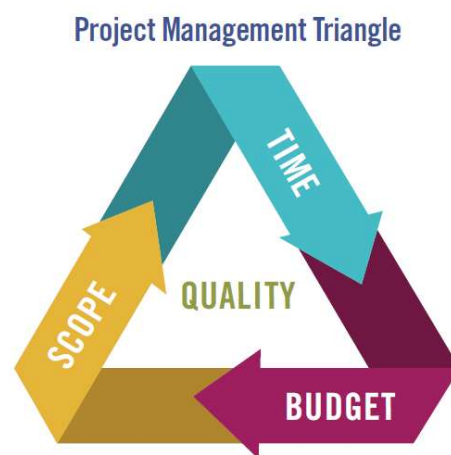 Project Management Triangle
TIME
QUALITY
SCOPE
BUDGET